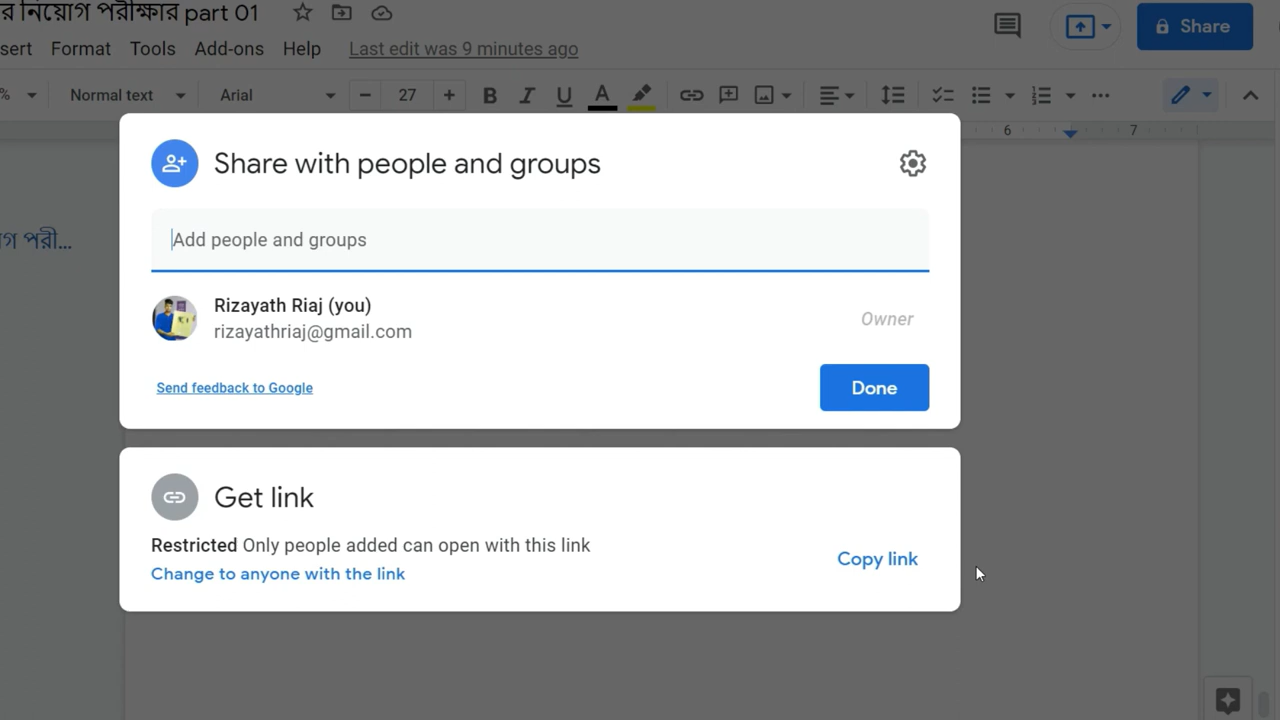 র নিয়োগ পরীক্ষার part 01
Share
sert Format Tools Add-ons Help Last edit was 9 minutes ago
% Normal text Arial − 27 + B I U A
6 7
Share with people and groups
Add people and groups
গ পরী...
Rizayath Riaj (you)
rizayathriaj@gmail.com
Owner
Send feedback to Google
Done
Get link
Restricted Only people added can open with this link
Change to anyone with the link
Copy link